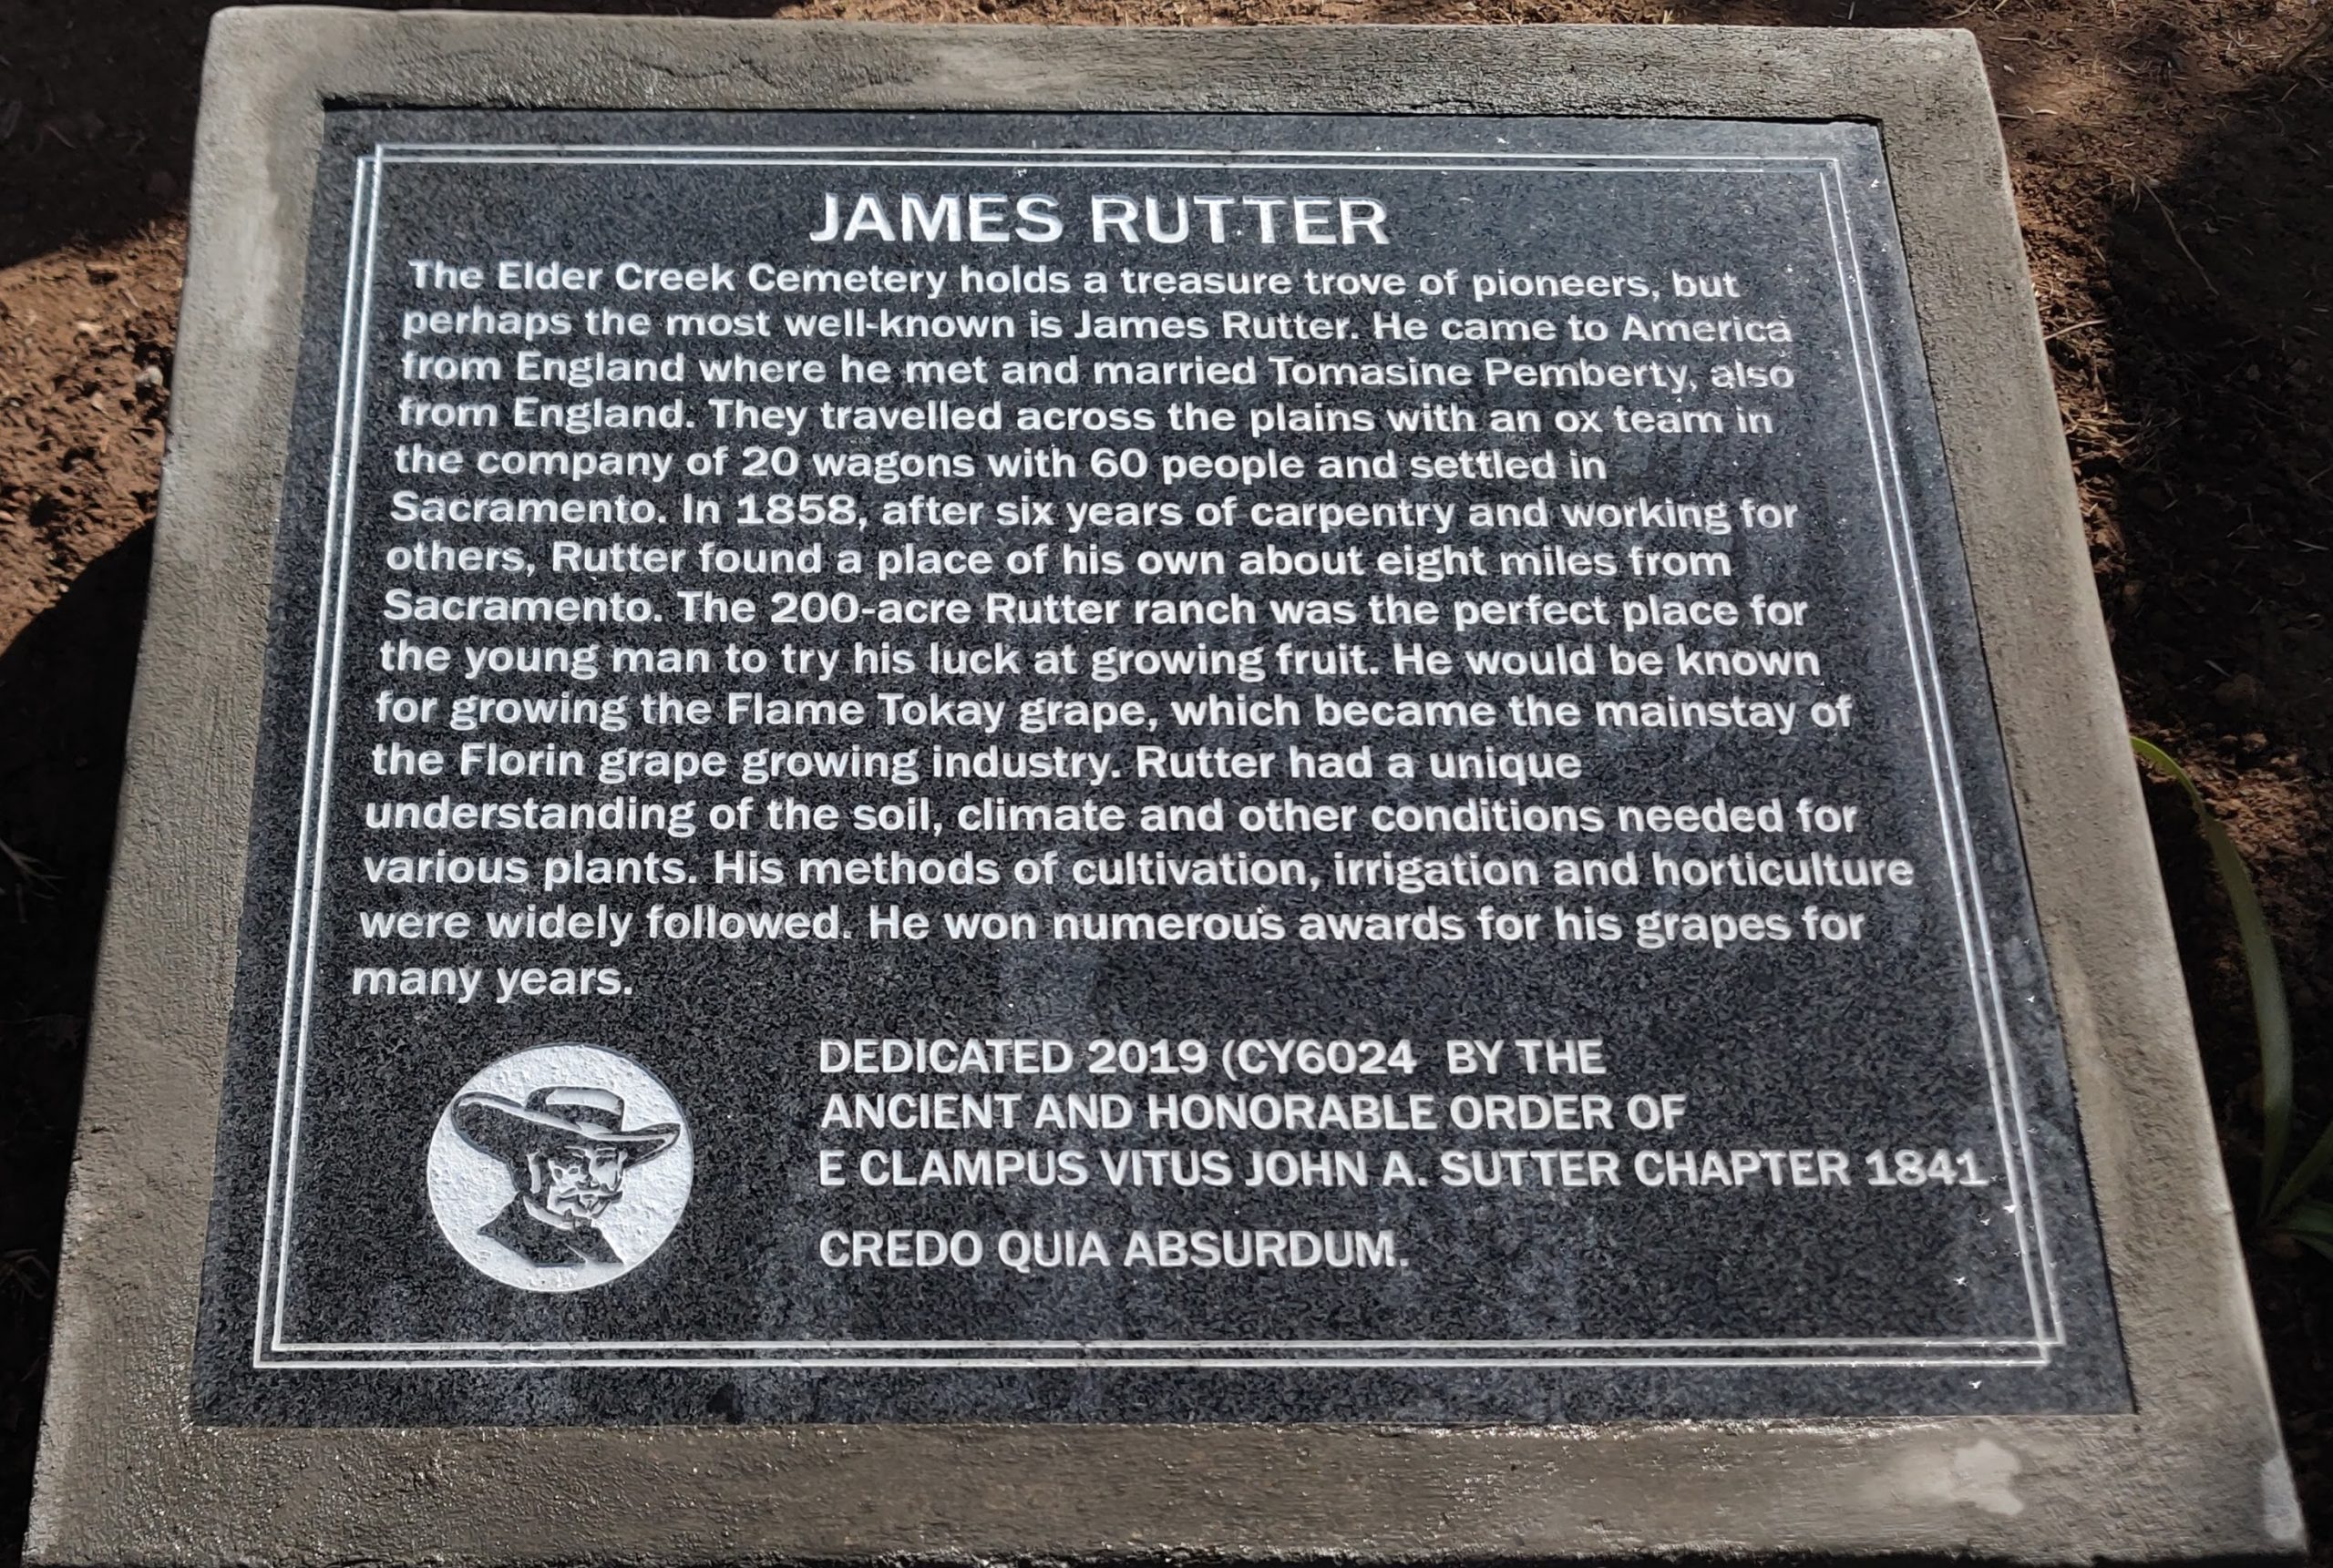 JAMES RUTTER
The Elder Creek Cemetery holds a treasure trove of pioneers, but
perhaps the most well-known is James Rutter. He came to America
from England where he met and married Tomasine Pemberty, also
from England. They travelled across the plains with an ox team in
the company of 20 wagons with 60 people and settled in
Sacramento. In 1858, after six years of carpentry and working for
others, Rutter found a place of his own about eight miles from
Sacramento. The 200-acre Rutter ranch was the perfect place for
the young man to try his luck at growing fruit. He would be known
for growing the Flame Tokay grape, which became the mainstay of
the Florin grape growing industry. Rutter had a unique
understanding of the soil, climate and other conditions needed for
various plants. His methods of cultivation, irrigation and horticulture
were widely followed. He won numerous awards for his grapes for
many years.
DEDICATED 2019 (CY6024 BY THE
ANCIENT AND HONORABLE ORDER OF
E CLAMPUS VITUS JOHN A. SUTTER CHAPTER 1841
CREDO QUIA ABSURDUM.